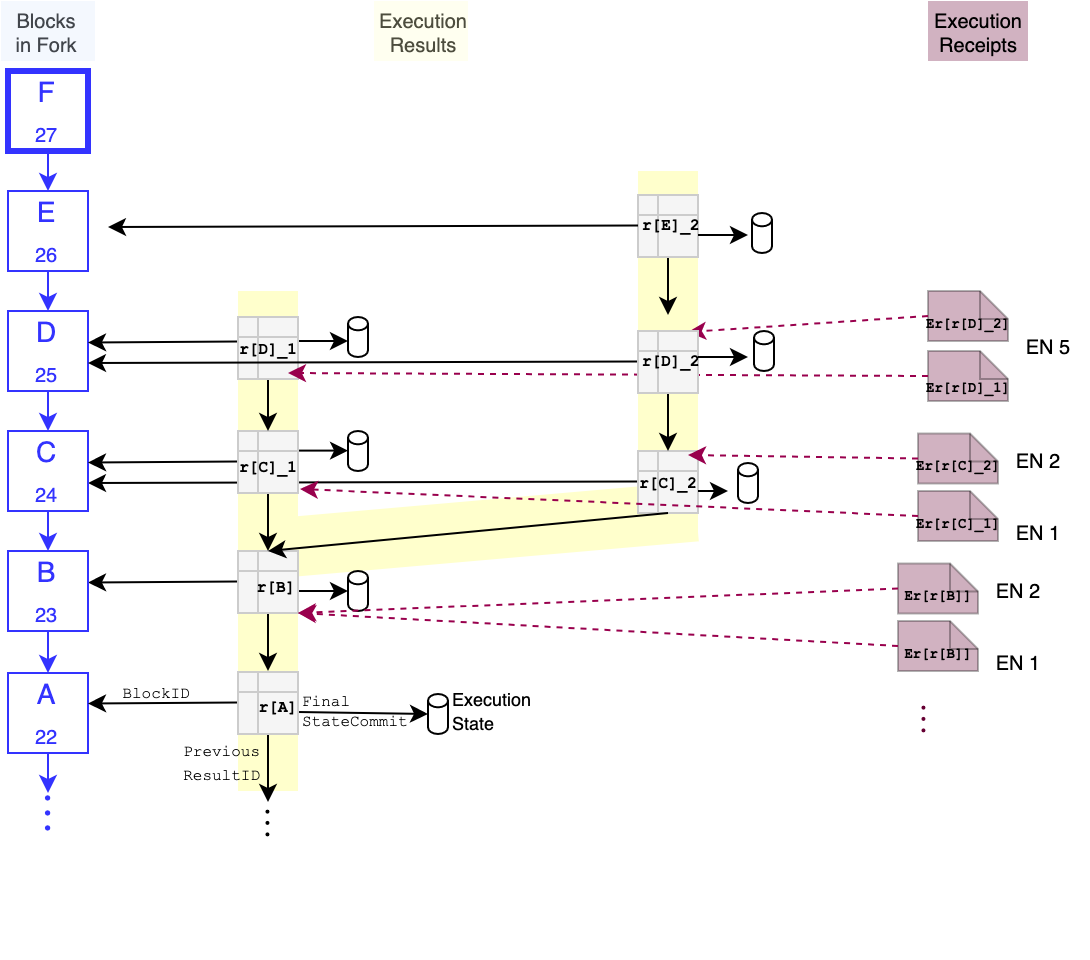 Blocks
in Fork
Execution
Results
Execution
Receipts
F
27
E
26
r[E]_2
D
25
r[D]_1
r[D]_2
Er[r[D]_2]
EN 5
Er[r[D]_1]
C
24
r[C]_1
r[C]_2
Er[r[C]_2]
EN 2
Er[r[C]_1]
EN 1
B
23
r[B]
Er[r[B]]
EN 2
Er[r[B]]
EN 1
A
22
BlockID
r[A]
Final
StateCommit
Execution
State
Previous
ResultID